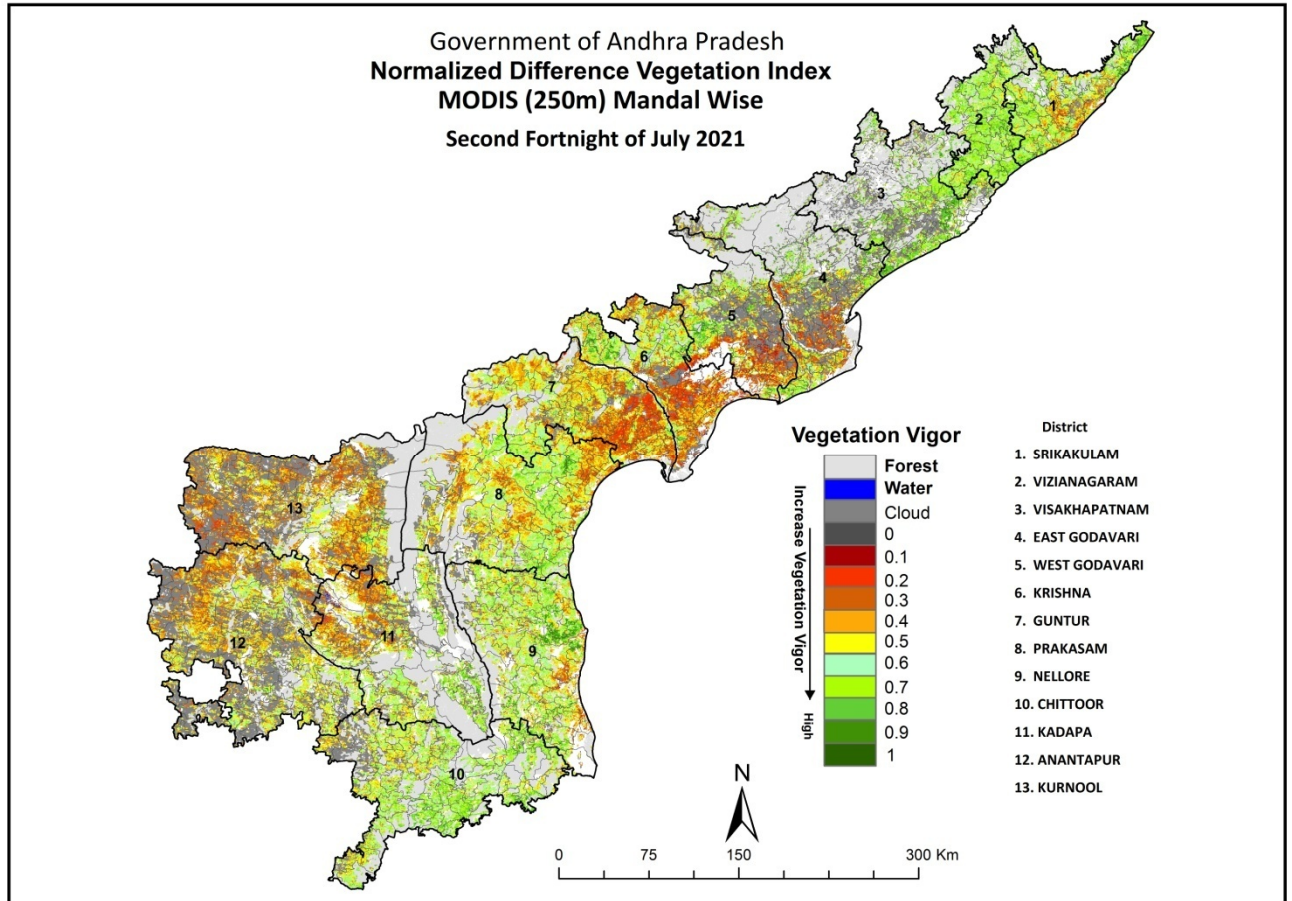 Government of Andhra Pradesh
Normalized Difference Vegetation Index
MODIS (250m) Mandal Wise
Second Fortnight of July 2021
1
2
3
4
5
6
7
8
9
10
11
12
13
Vegetation Vigor
Increase Vegetation Vigor
High
Forest
Water
Cloud
0
0.1
0.2
0.3
0.4
0.5
0.6
0.7
0.8
0.9
1
District
1. SRIKAKULAM
2. VIZIANAGARAM
3. VISAKHAPATNAM
4. EAST GODAVARI
5. WEST GODAVARI
6. KRISHNA
7. GUNTUR
8. PRAKASAM
9. NELLORE
10. CHITTOOR
11. KADAPA
12. ANANTAPUR
13. KURNOOL
N
0 75 150 300 Km